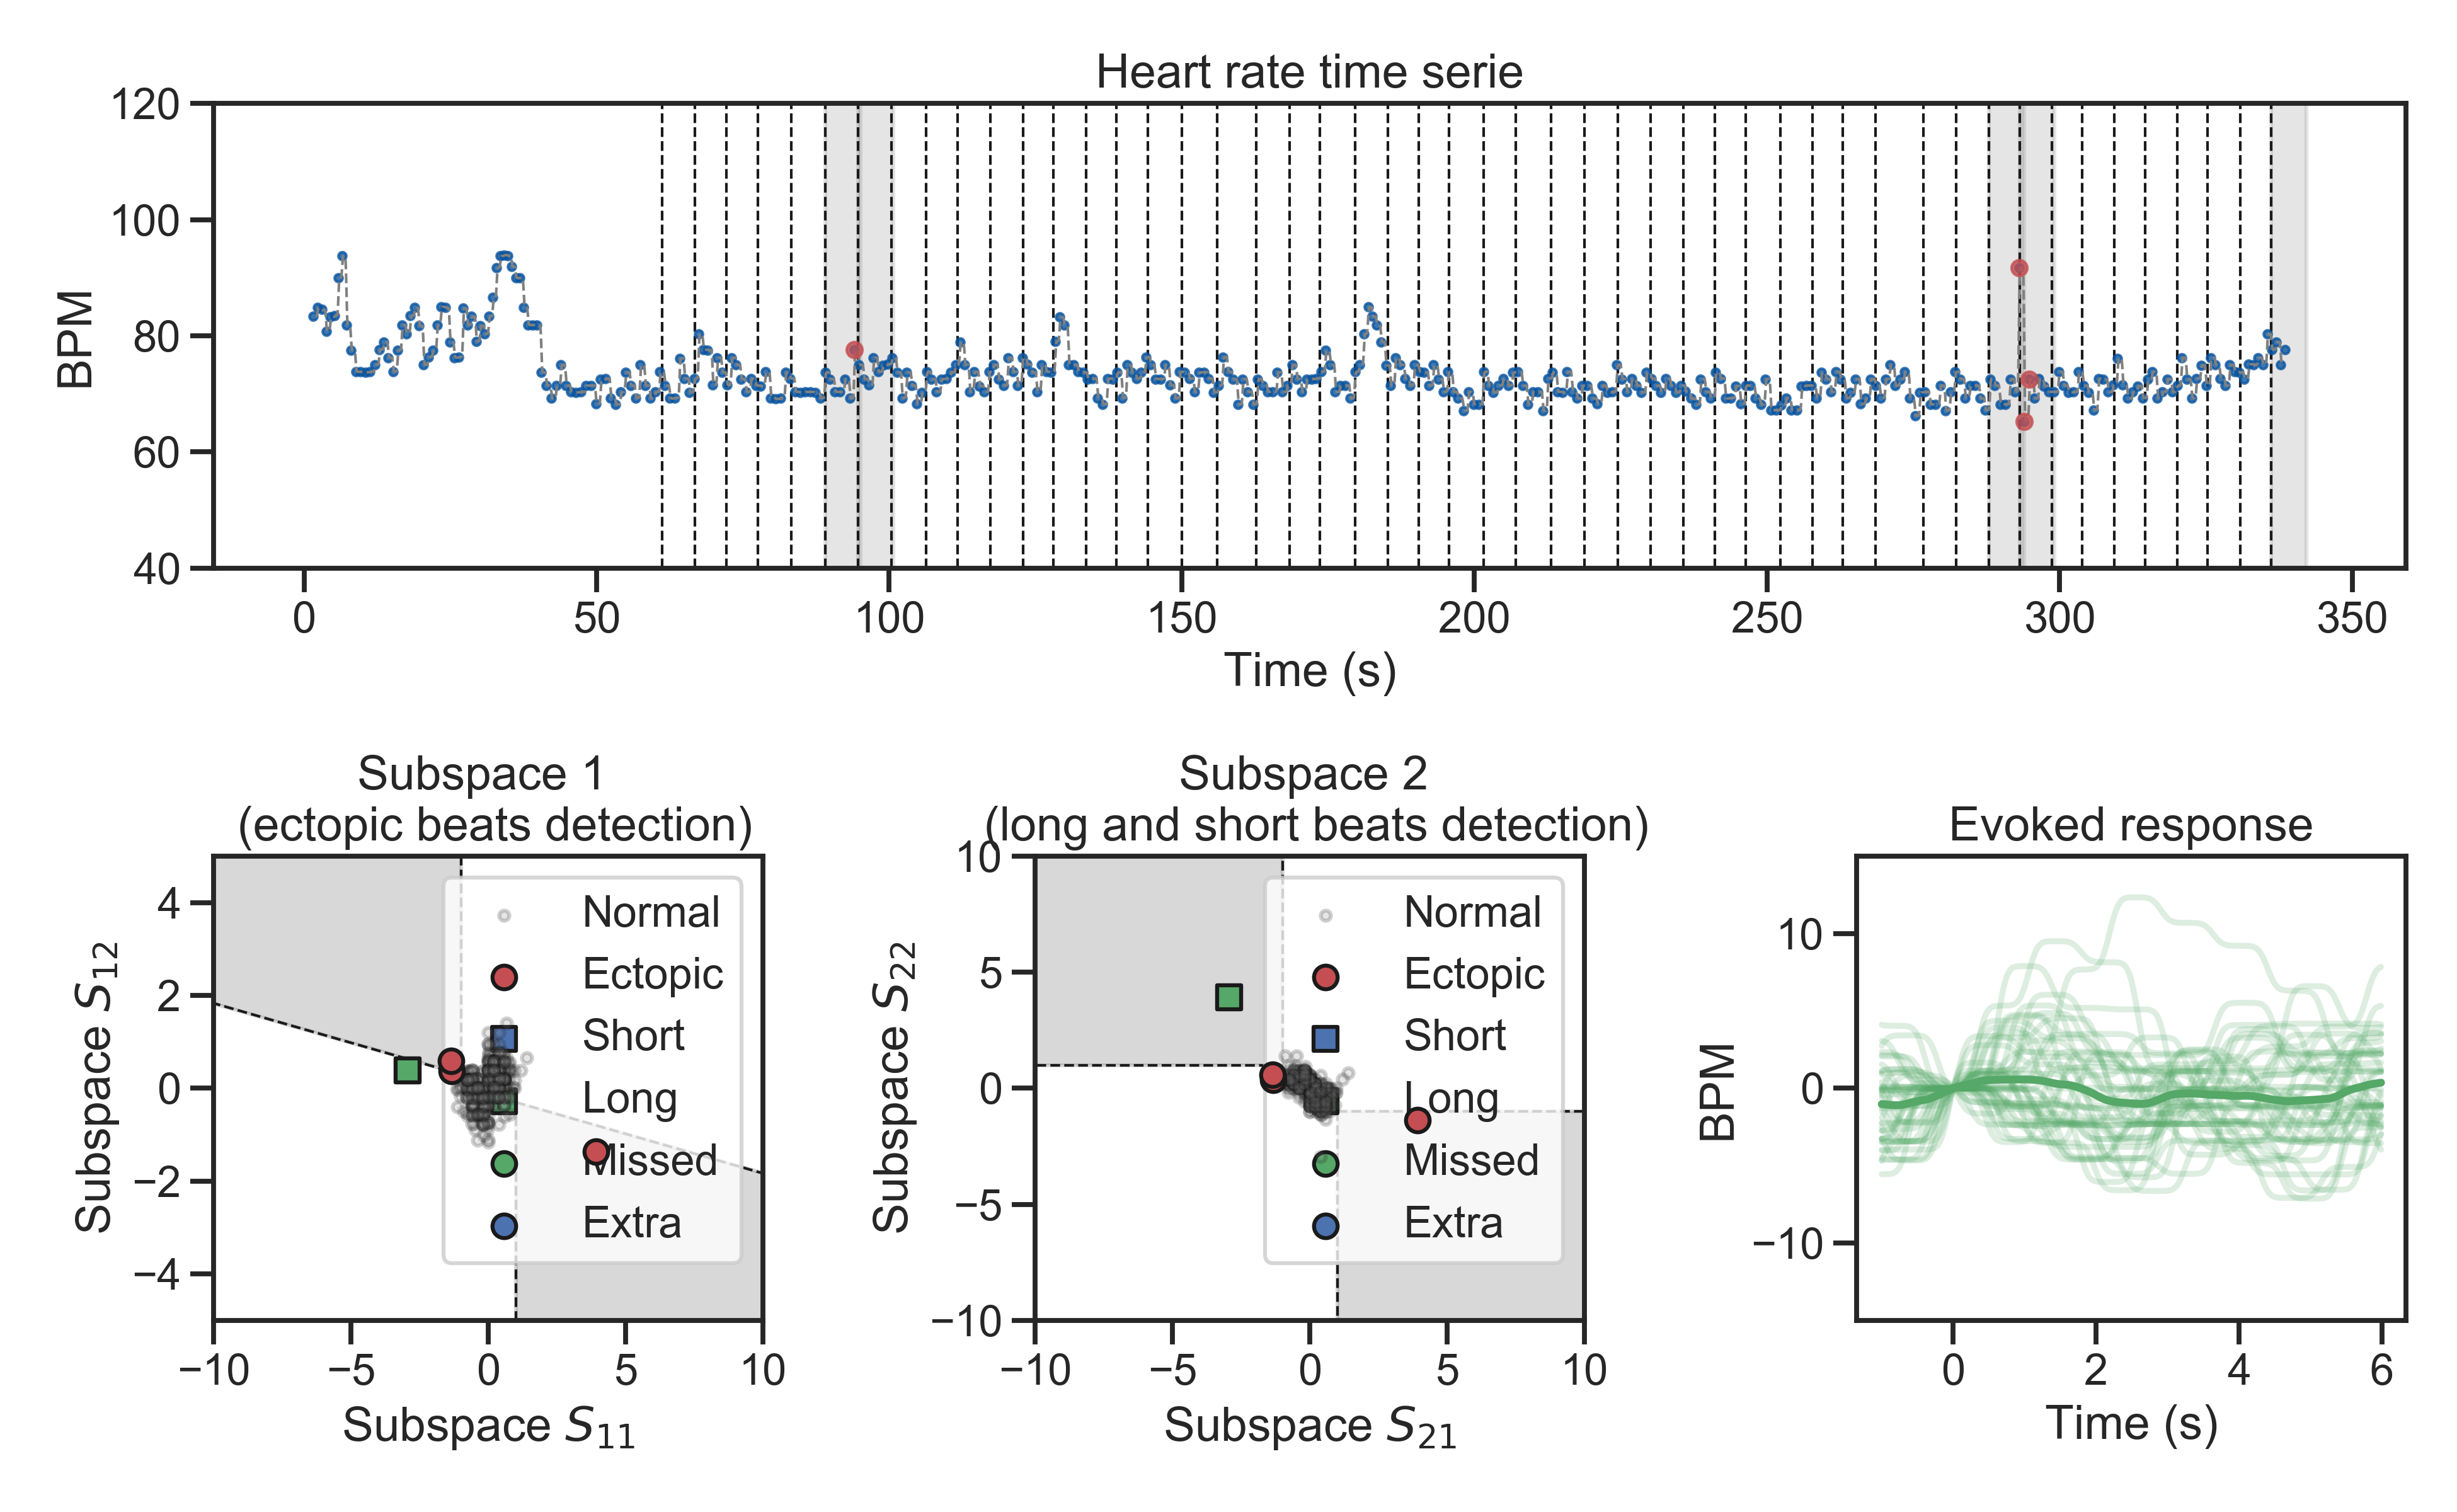 Heart rate time serie
120
100
80
60
40
BPM
0 50 100 150 200 250 300 350
Time (s)
Subspace 1
(ectopic beats detection)
4
2
0
−2
−4
Subspace S12
Normal
Ectopic
Short
Long
Missed
Extra
−10 −5 0 5 10
Subspace S11
Subspace 2
(long and short beats detection)
10
5
0
−5
−10
Subspace S22
Normal
Ectopic
Short
Long
Missed
Extra
−10 −5 0 5 10
Subspace S21
Evoked response
10
0
−10
BPM
0 2 4 6
Time (s)